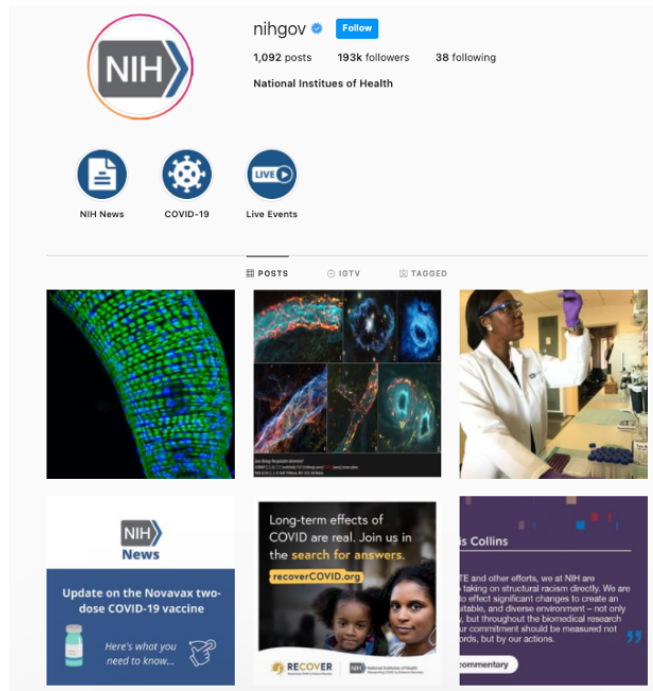 NIH
nihgov Follow
1,092 posts 193k followers 38 following
National Institues of Health
LIVE
NIH News COVID-19 Live Events
POSTS IGTV TAGGED
NIH
News
Update on the Novavax two-
dose COVID-19 vaccine
Here's what you
need to know...
Long-term effects of
COVID are real. Join us in
the search for answers.
recoverCOVID.org
RECOVER
NIH National Institutes of Health
is Collins
TE and other efforts, we at NIH are
taking on structural racism directly. We are
to effect significant changes to create an
uitable, and diverse environment – not only
, but throughout the biomedical research
ur commitment should be measured not
ords, but by our actions.
ommentary